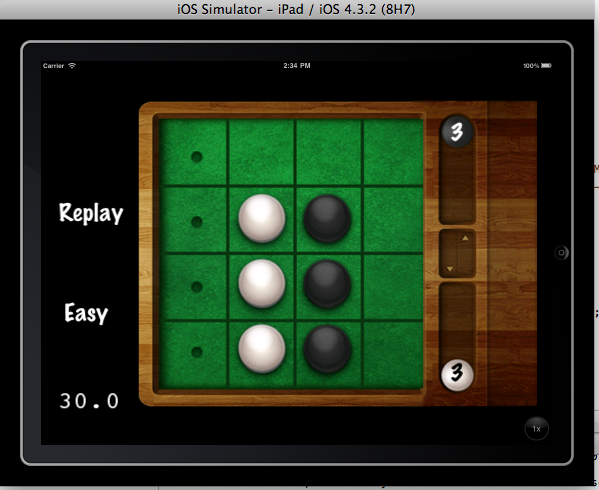 iOS Simulator – iPad / iOS 4.3.2 (8H7)
Carrier 2:34 PM 100%
3
Replay
Easy
3
30.0
1x